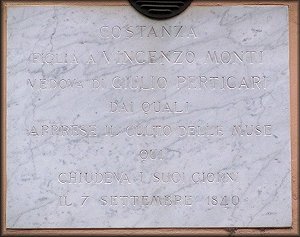 COSTANZA
FIGLIA A VINCENZO MONTI
VEDOVA DI GIULIO PERTICARI
DAI QUALI
APPRESE IL CULTO DELLE MUSE
QUI
CHIUDEVA I SUOI GIORNI
IL 7 SETTEMBRE 1840